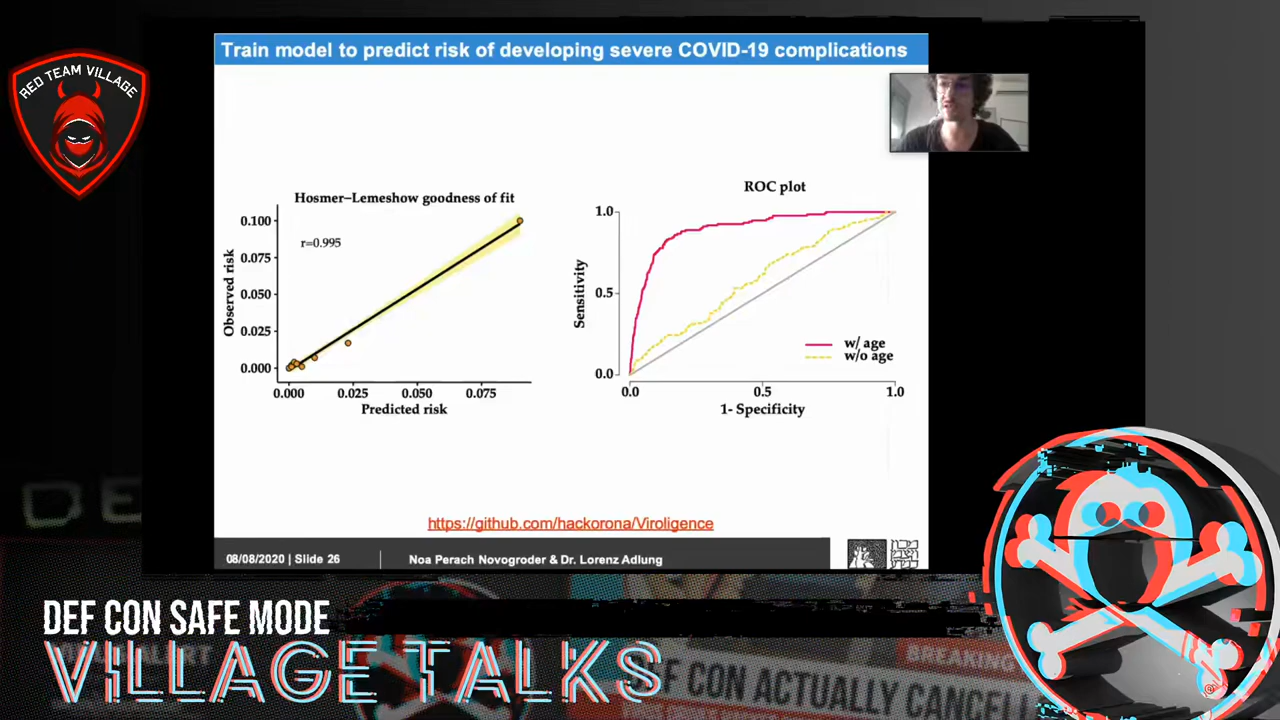 RED TEAM VILLAGE
Train model to predict risk of developing severe COVID-19 complications
Hosmer–Lemeshow goodness of fit
r=0.995
Observed risk
0.100
0.075
0.050
0.025
0.000
0.000 0.025 0.050 0.075
Predicted risk
ROC plot
Sensitivity
1.0
0.5
0.0
w/ age
w/o age
0.0 0.5 1.0
1- Specificity
https://github.com/hackorona/Viroligence
08/08/2020 | Slide 26
Noa Perach Novogroder & Dr. Lorenz Adlung
DE
DEF CON SAFE MODE
VILLAGE TALKS
BREAKING
DEF CON ACTUALLY CANCEL